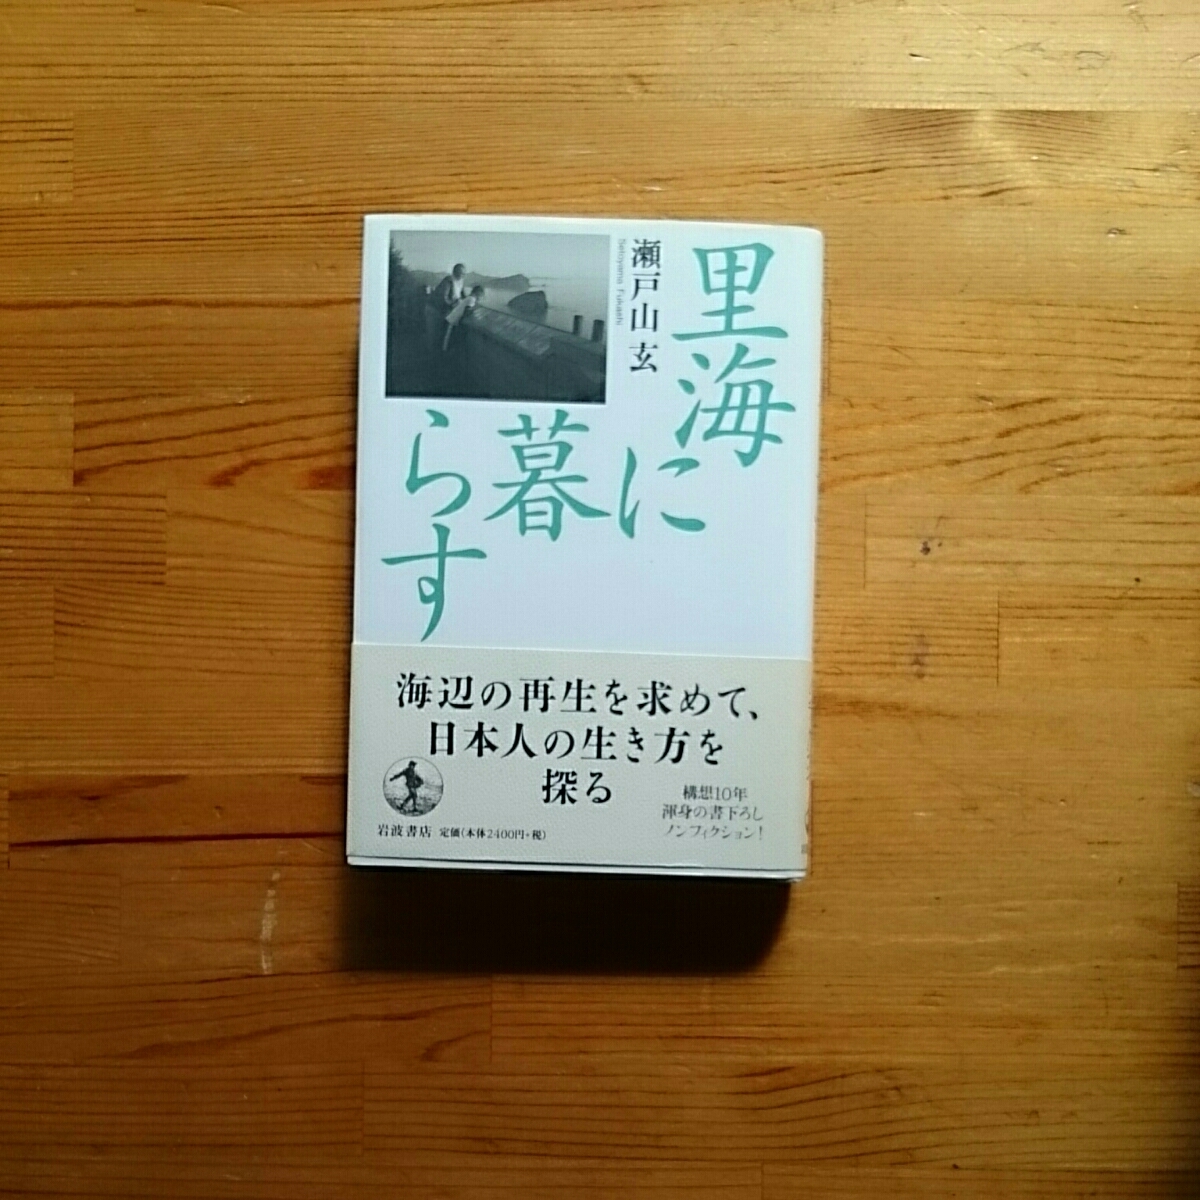 里海に暮らす
瀬戸山 玄
Setoyama Fukashi
海辺の再生を求めて、
日本人の生き方を
探る
構想10年
渾身の書下ろし
ノンフィクション!
岩波書店 定価(本体2400円+税)